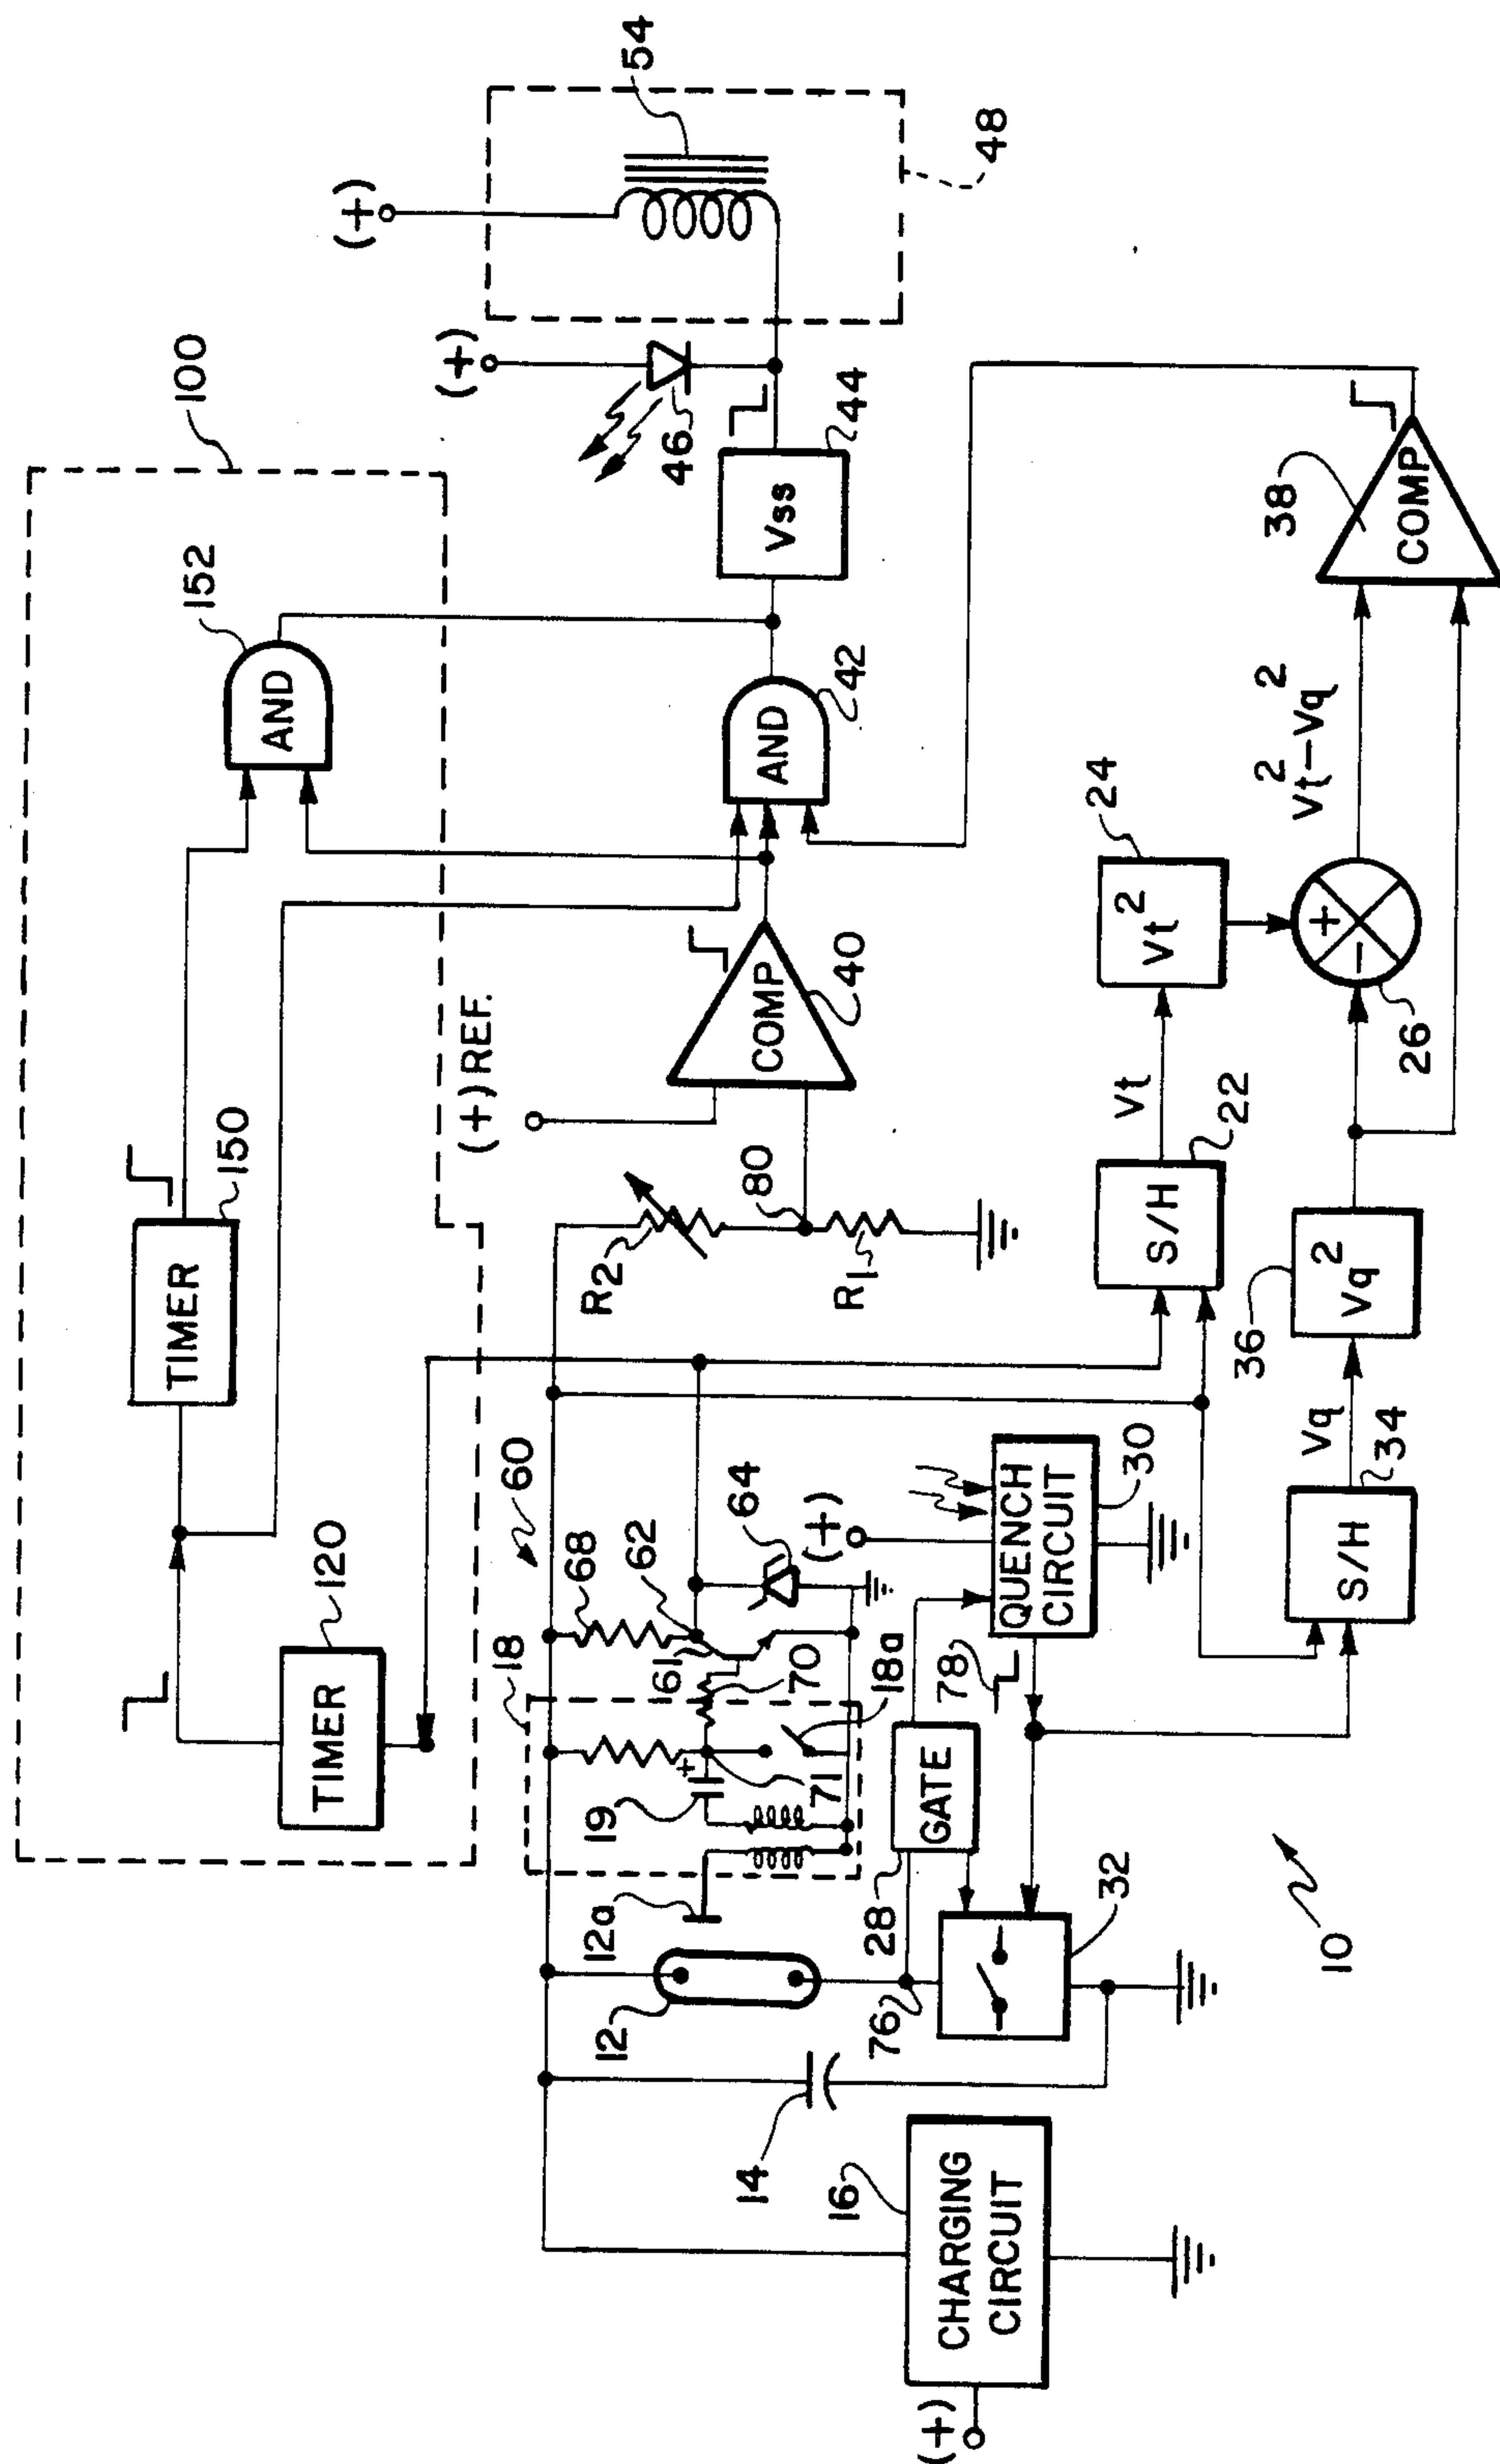 100
TIMER
120
TIMER
150
AND
152
(+)
54
48
(+)
46
Vss
44
AND
42
(+) REF.
COMP
40
R2
80
R1
60
18
68
62
61
64
(+)
70
18a
19
+
71
12a
12
QUENCH
CIRCUIT
30
78
GATE
28
76
32
14
16
CHARGING
CIRCUIT
(+)
10
S/H
22
Vt
Vt2
24
+
-
26
S/H
34
Vq
Vq2
36
Vt2-Vq2
38
COMP